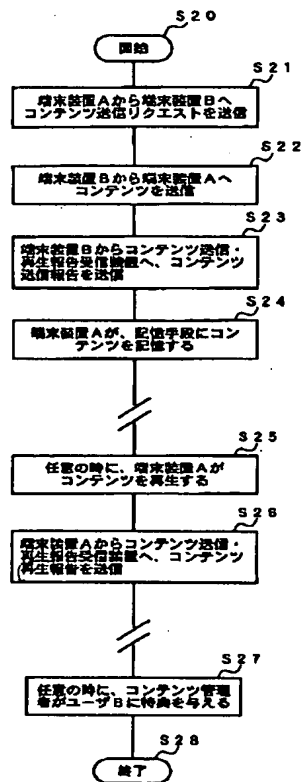 S20
開始
S21
端末装置Aから端末装置Bへ
コンテンツ送信リクエストを送信
S22
端末装置Bから端末装置Aへ
コンテンツを送信
S23
端末装置Bからコンテンツ送信・
再生報告受信装置へ、コンテンツ
送信報告を送信
S24
端末装置Aが、記憶手段にコン
テンツを記憶する
S25
任意の時に、端末装置Aが
コンテンツを再生する
S26
端末装置Aからコンテンツ送信・
再生報告受信装置へ、コンテンツ
再生報告を送信
S27
任意の時に、コンテンツ管理
者がユーザBに特典を与える
S28
終了